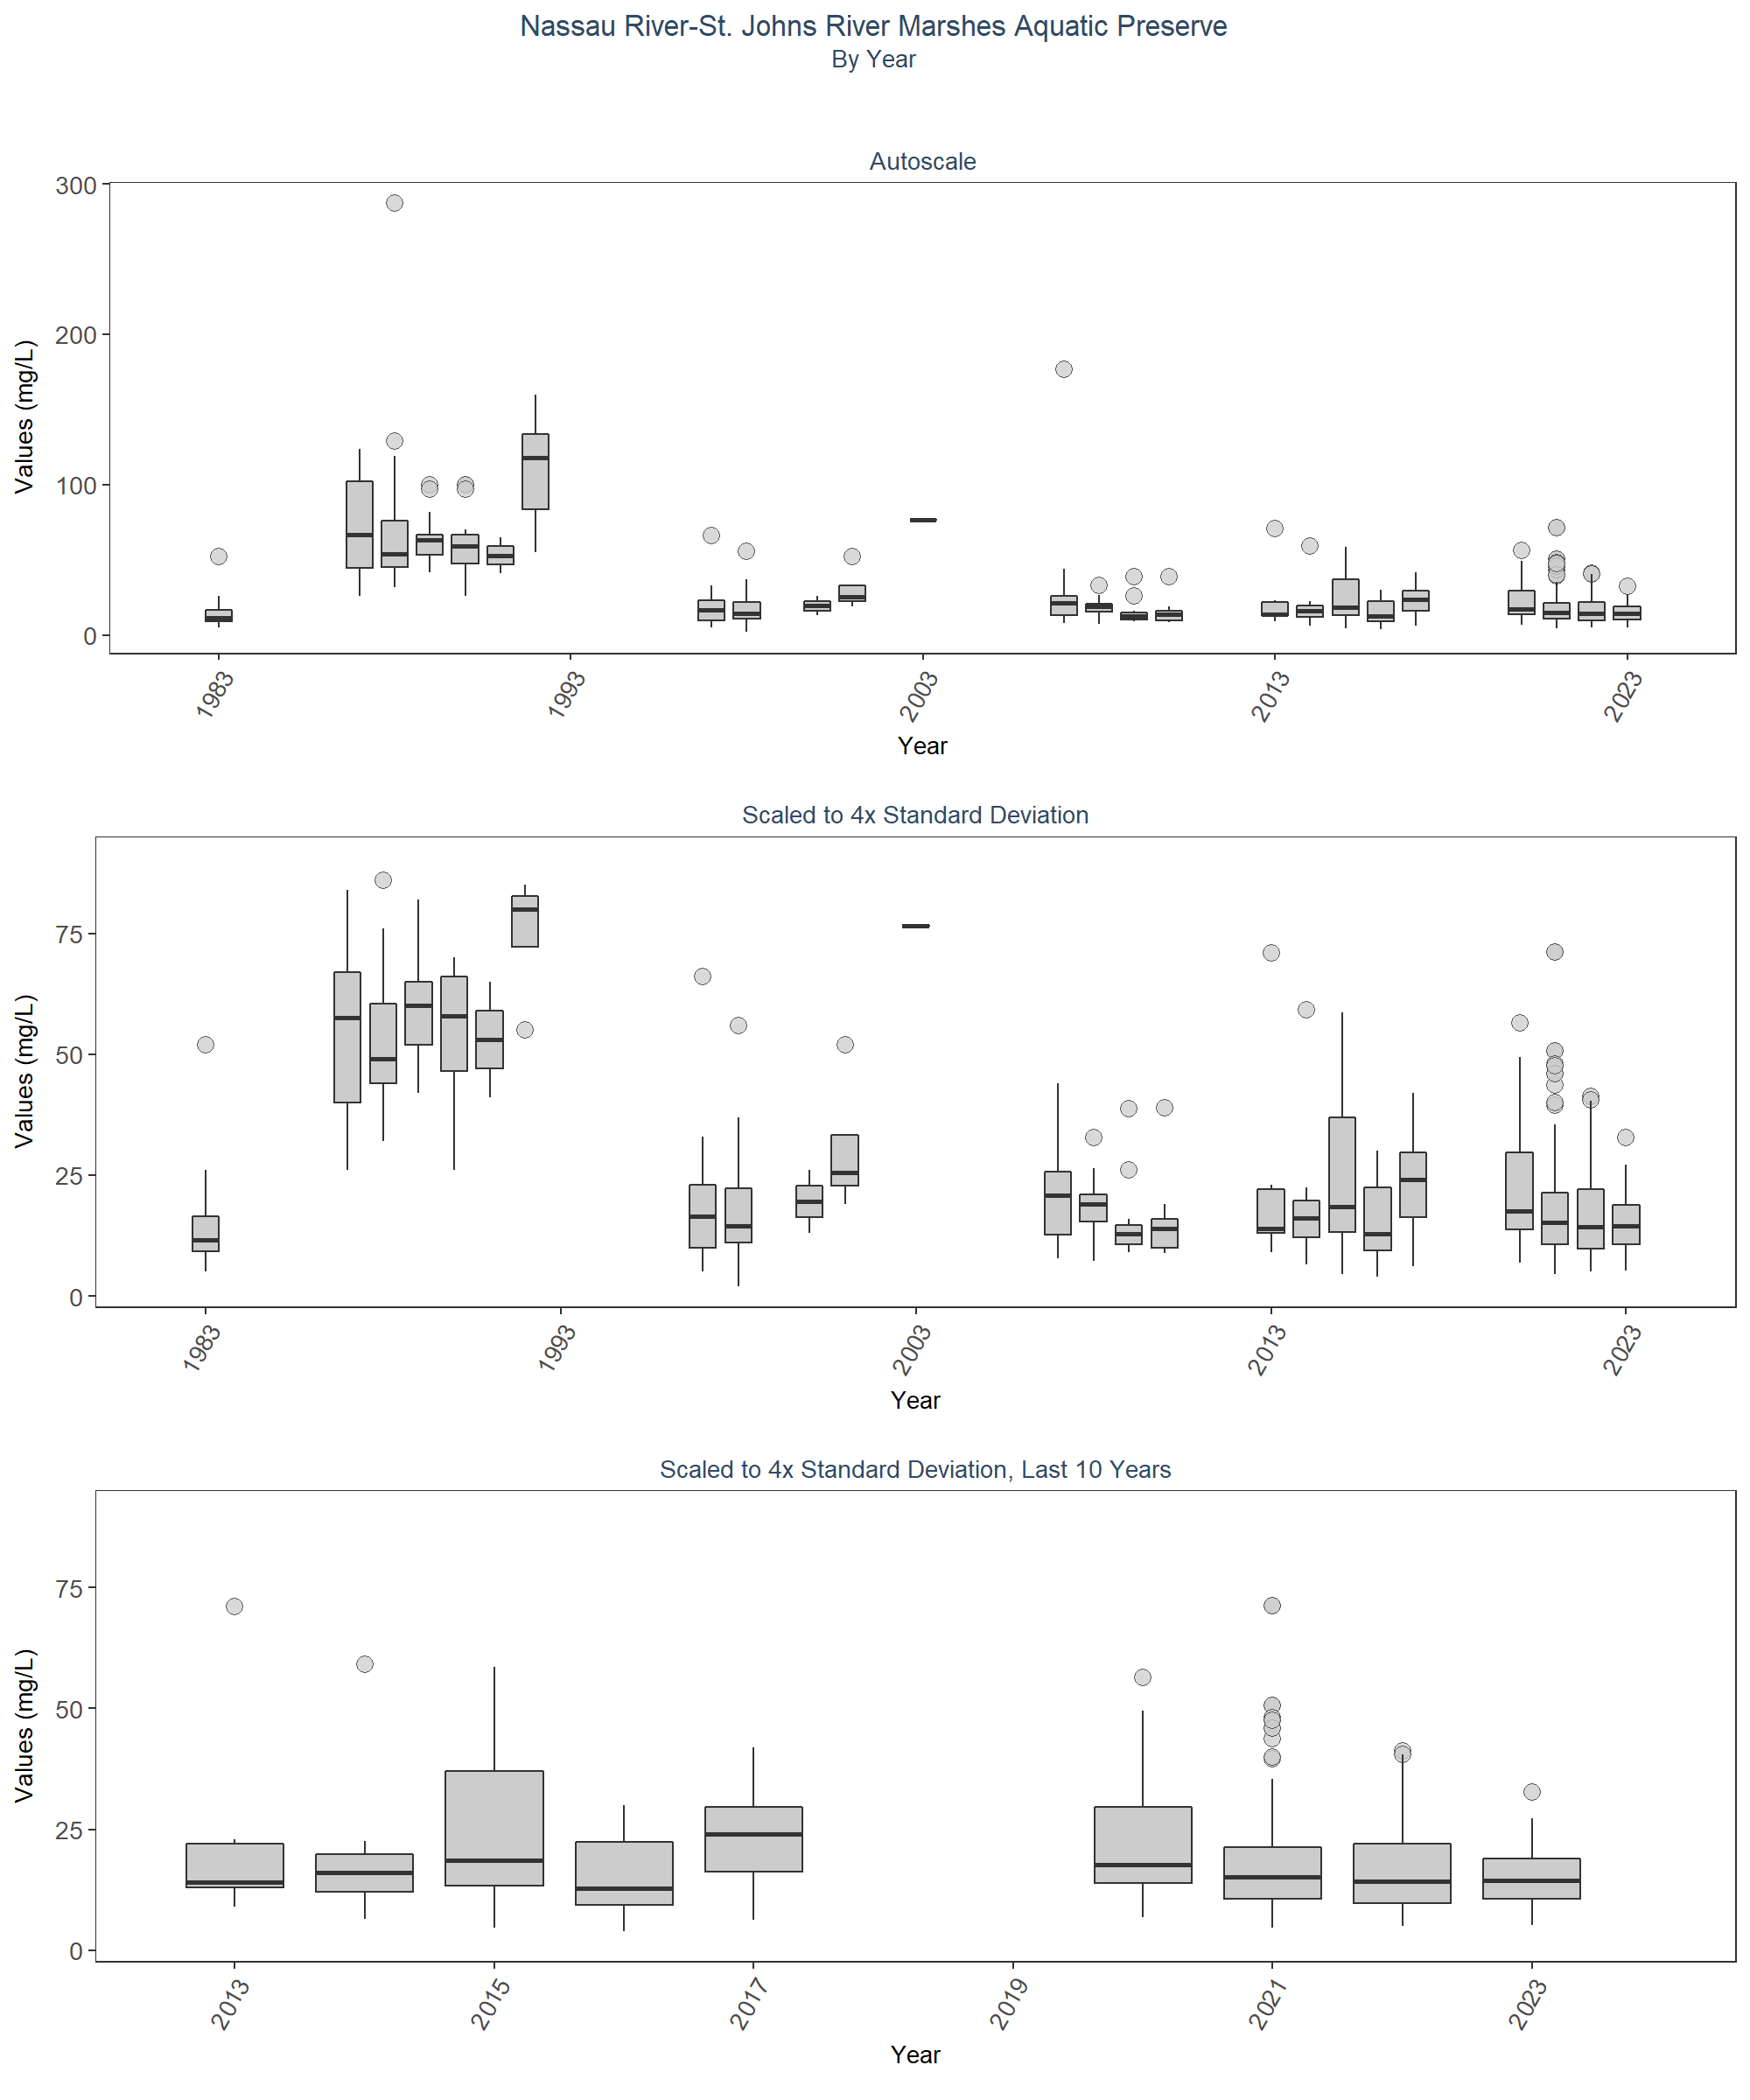 Nassau River-St. Johns River Marshes Aquatic Preserve
By Year
Autoscale
300
200
100
0
Values (mg/L)
1983
1993
2003
2013
2023
Year
Scaled to 4x Standard Deviation
75
50
25
0
Values (mg/L)
1983
1993
2003
2013
2023
Year
Scaled to 4x Standard Deviation, Last 10 Years
75
50
25
0
Values (mg/L)
2013
2015
2017
2019
2021
2023
Year